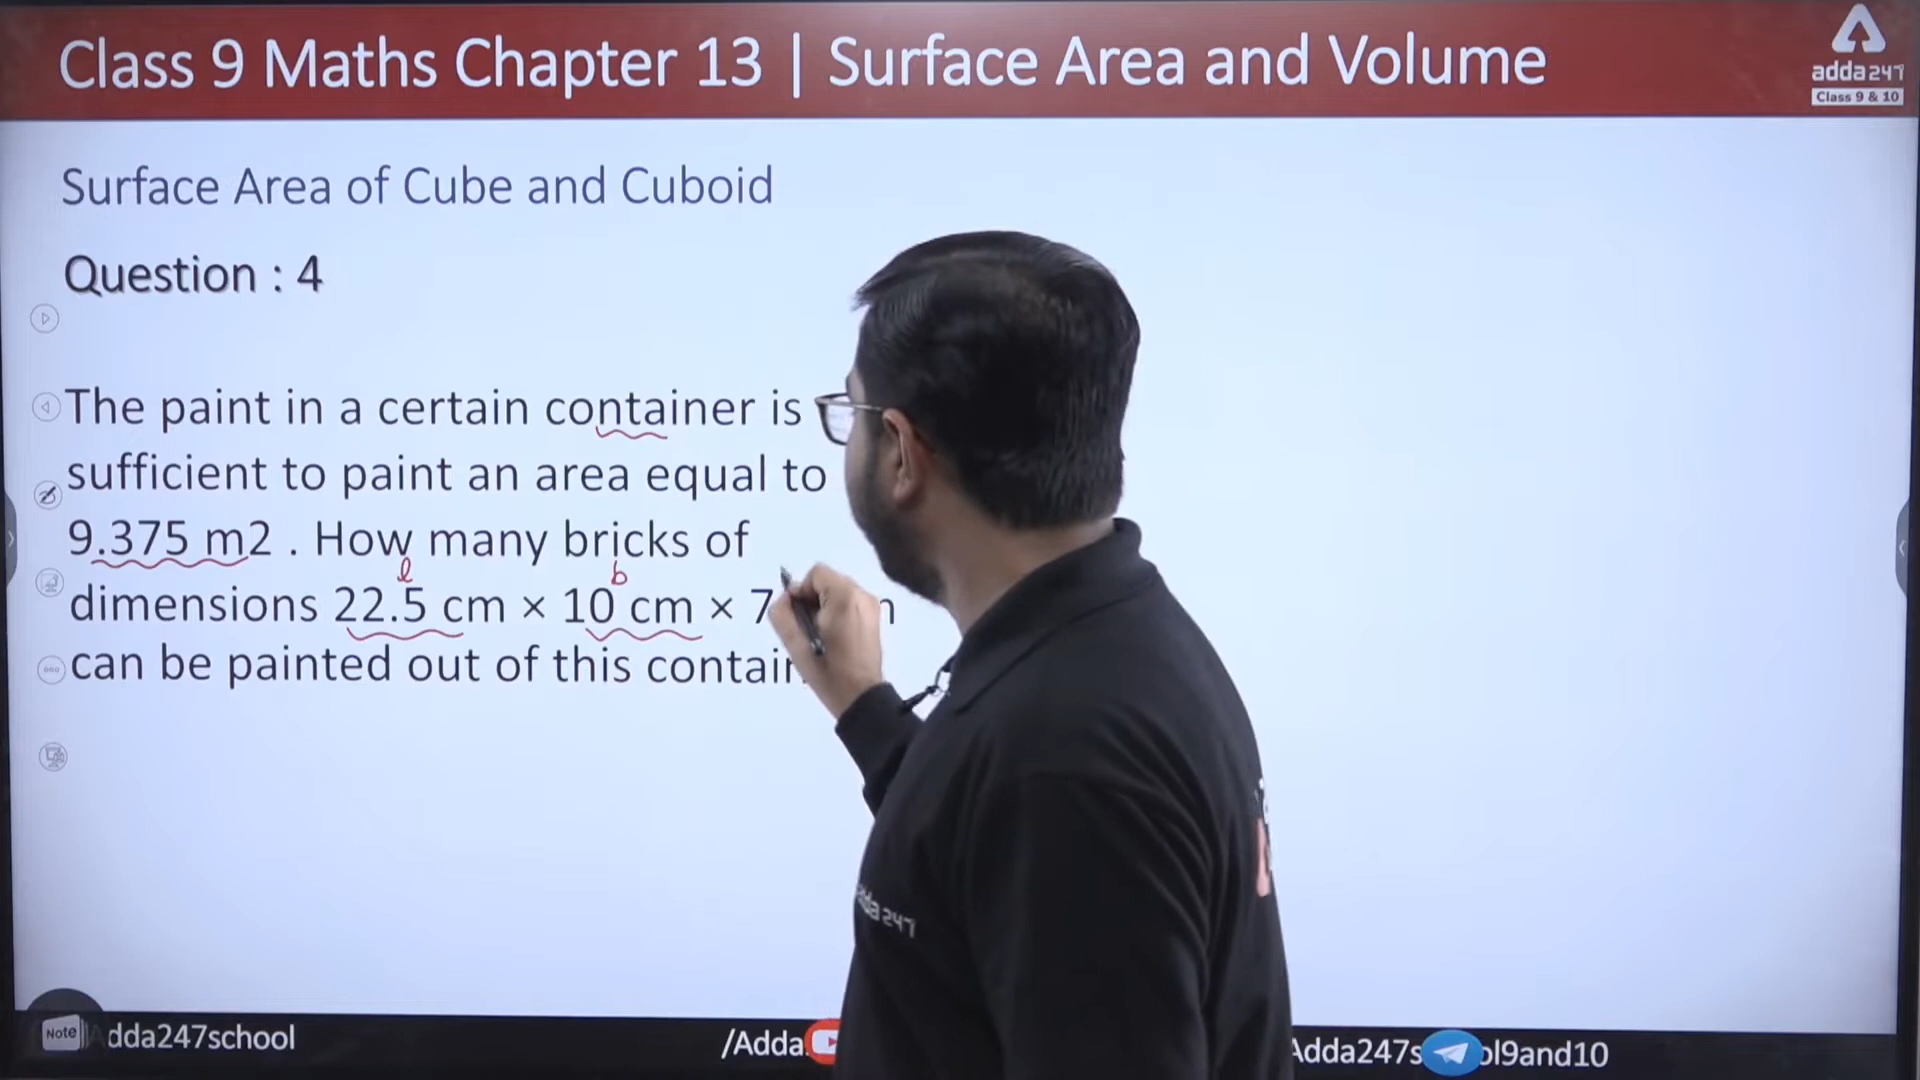 Class 9 Maths Chapter 13 | Surface Area and Volume
adda247
Class 9 & 10
Surface Area of Cube and Cuboid
Question : 4
The paint in a certain container is
sufficient to paint an area equal to
9.375 m2 . How many bricks of
l b
dimensions 22.5 cm × 10 cm × 7
can be painted out of this
adda247
Note
dda247school
/Adda
Adda247s
ol9and10